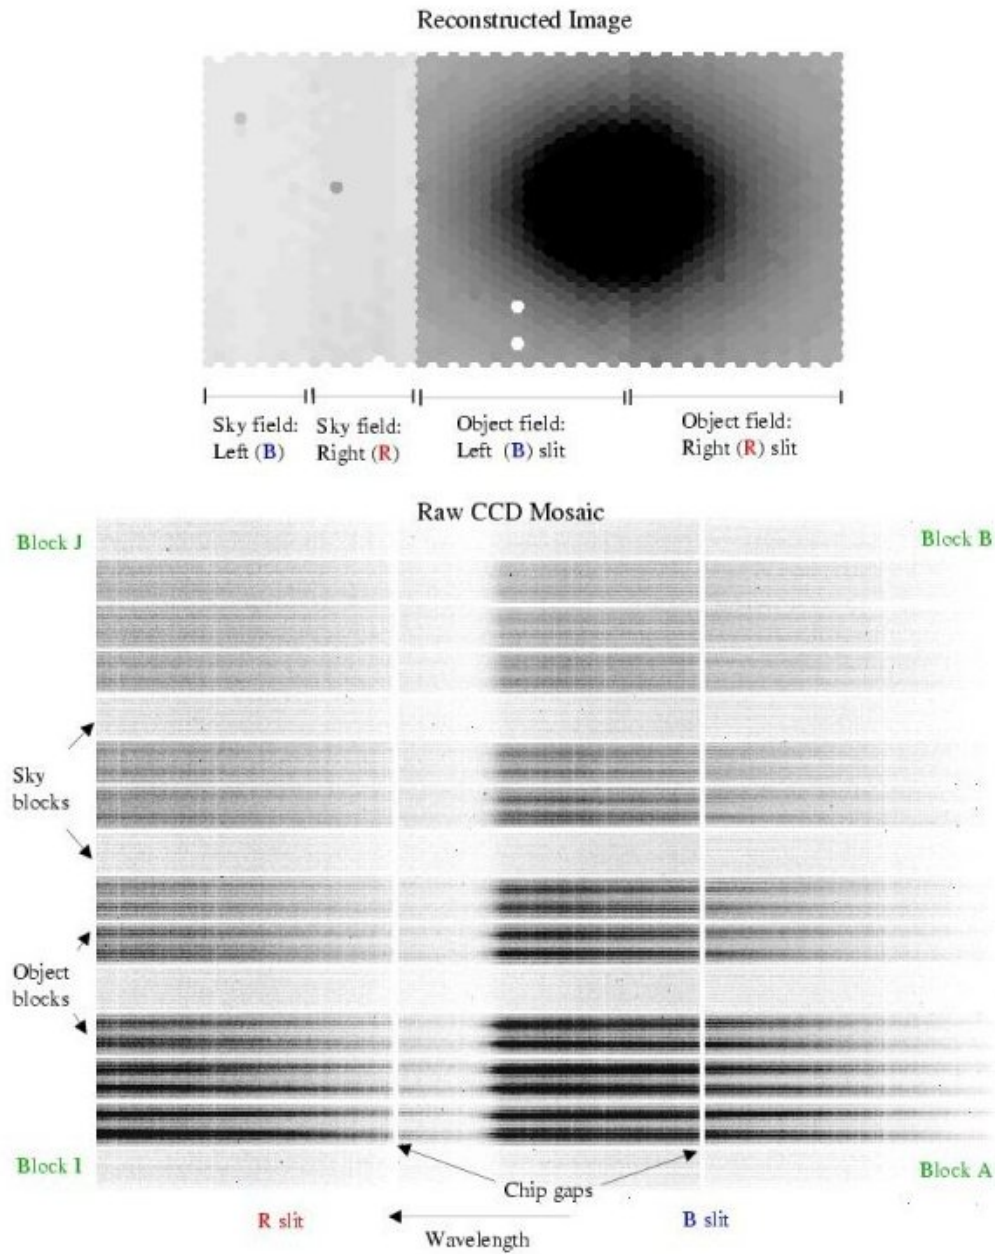 Reconstructed Image
Sky field:
Left (B)
Sky field:
Right (R)
Object field:
Left (B) slit
Object field:
Right (R) slit
Raw CCD Mosaic
Block J
Block B
Sky
blocks
Object
blocks
Block 1
Block A
Chip gaps
R slit
B slit
Wavelength